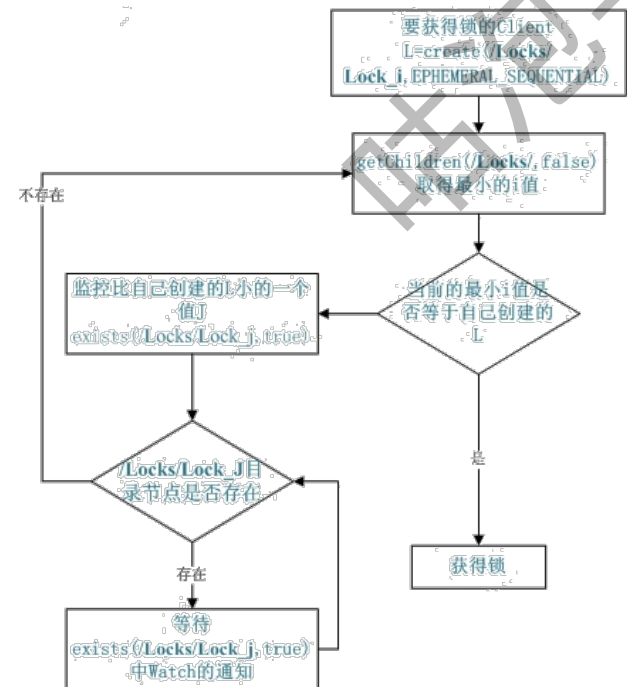 要获得锁的Client
L=create(/Locks/
Lock_i,EPHEMERAL_SEQUENTIAL)
getChildren(/Locks/,false)
取得最小的i值
不存在
当前的最小i值是
否等于自己创建的
L
监控比自己创建的L小的一个
值J
exists(/Locks/Lock_j,true)
/Locks/Lock_J目
录节点是否存在
是
存在
获得锁
等待
exists(/Locks/Lock_j,true)
中Watch的通知
咕泡